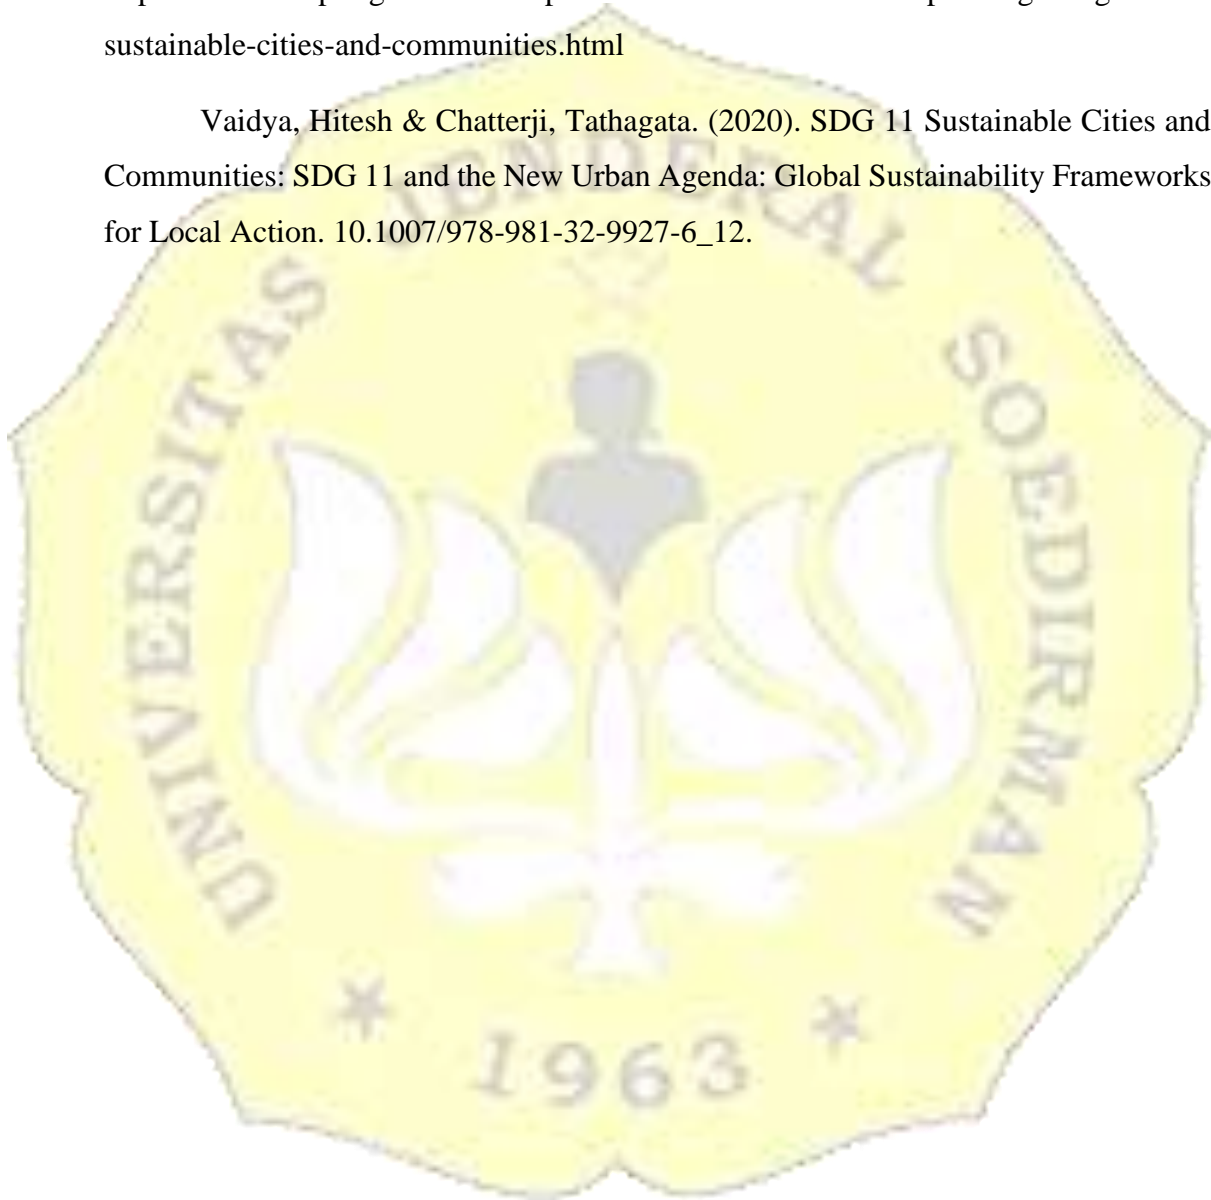 sustainable-cities-and-communities.html
Vaidya, Hitesh & Chatterji, Tathagata. (2020). SDG 11 Sustainable Cities and
Communities: SDG 11 and the New Urban Agenda: Global Sustainability Frameworks
for Local Action. 10.1007/978-981-32-9927-6_12.
UNIVERSITAS JENDERAL SOEDIRMAN
1963